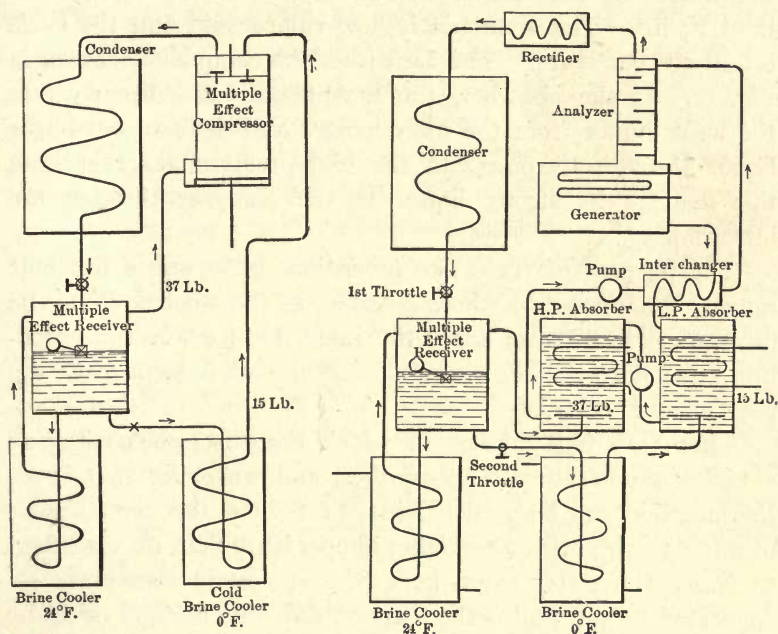 Condenser
Multiple
Effect
Compressor
37 Lb.
Multiple
Effect Receiver
15 Lb.
Brine Cooler
24°F.
Cold
Brine Cooler
0°F.
Rectifier
Analyzer
Condenser
Generator
1st Throttle
Pump
Inter changer
H.P. Absorber
L.P. Absorber
Multiple
Effect
Receiver
Pump
37 Lb.
15 Lb.
Second
Throttle
Brine Cooler
24°F.
Brine Cooler
0°F.